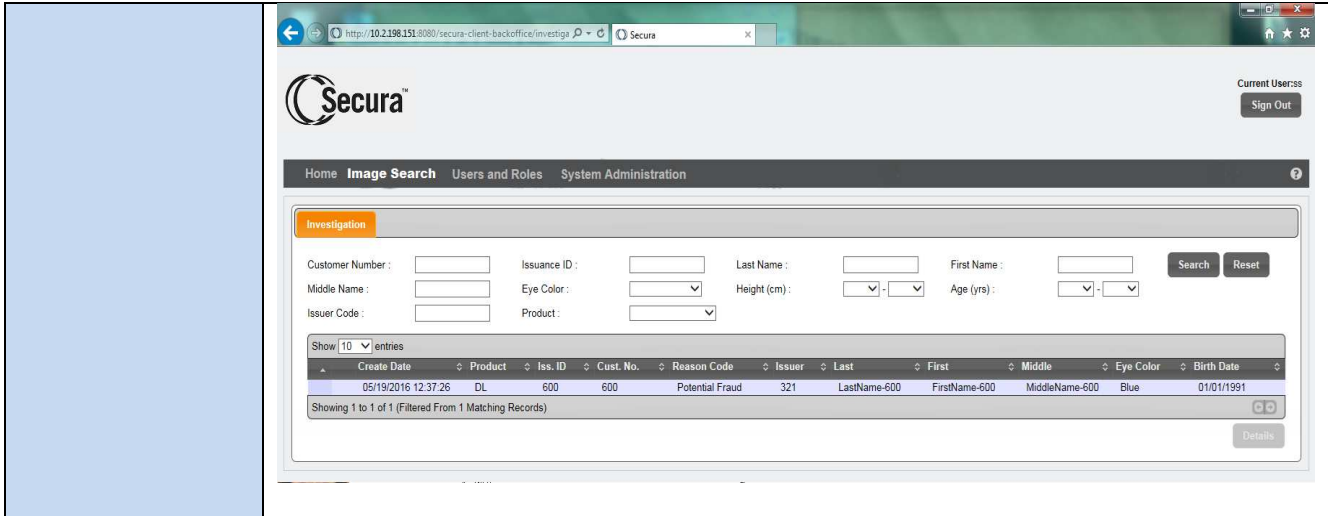 http://10.2.198.151:8080/secura-client-backoffice/investiga
Secura
Secura™
Current User:ss
Sign Out
Home Image Search Users and Roles System Administration
Investigation
Customer Number : Issuance ID : Last Name : First Name : Search Reset
Middle Name : Eye Color : Height (cm) : - Age (yrs) : -
Issuer Code : Product :
Show 10 entries
Create Date Product Iss. ID Cust. No. Reason Code Issuer Last First Middle Eye Color Birth Date
05/19/2016 12:37:26 DL 600 600 Potential Fraud 321 LastName-600 FirstName-600 MiddleName-600 Blue 01/01/1991
Showing 1 to 1 of 1 (Filtered From 1 Matching Records)
Details